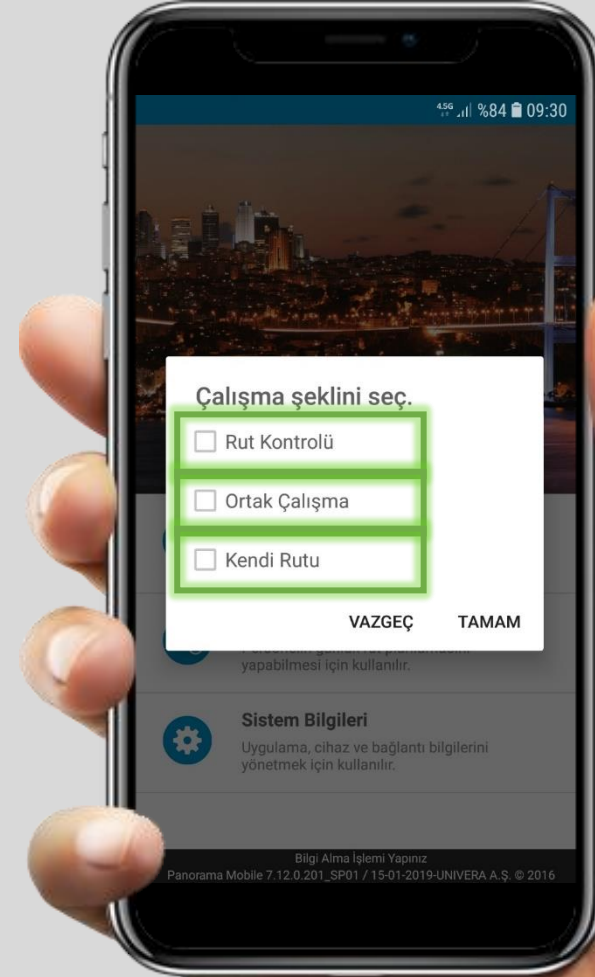 4.5G %84 09:30
Çalışma şeklini seç.
Rut Kontrolü
Ortak Çalışma
Kendi Rutu
VAZGEÇ TAMAM
yapabilmesi için kullanılır.
Sistem Bilgileri
Uygulama, cihaz ve bağlantı bilgilerini
yönetmek için kullanılır.
Bilgi Alma İşlemi Yapınız
Panorama Mobile 7.12.0.201_SP01 / 15-01-2019-UNIVERA A.Ş. © 2016